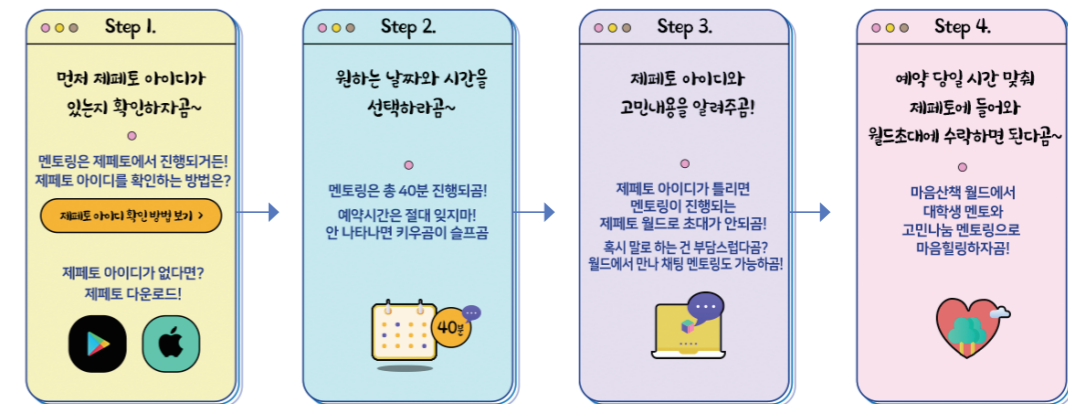 Step 1.
먼저 제페토 아이디가
있는지 확인하자곰~
멘토링은 제페토에서 진행되거든!
제페토 아이디를 확인하는 방법은?
제페토 아이디 확인 방법 보기 >
제페토 아이디가 없다면?
제페토 다운로드!
Step 2.
원하는 날짜와 시간을
선택하라곰~
멘토링은 총 40분 진행되곰!
예약시간은 절대 잊지마!
안 나타나면 키우곰이 슬프곰
40분
Step 3.
제페토 아이디와
고민내용을 알려주곰!
제페토 아이디가 틀리면
멘토링이 진행되는
제페토 월드로 초대가 안되곰!
혹시 말로 하는 건 부담스럽다곰?
월드에서 만나 채팅 멘토링도 가능하곰!
Step 4.
예약 당일 시간 맞춰
제페토에 들어와
월드초대에 수락하면 된다곰~
마음산책 월드에서
대학생 멘토와
고민나눔 멘토링으로
마음힐링하자곰!